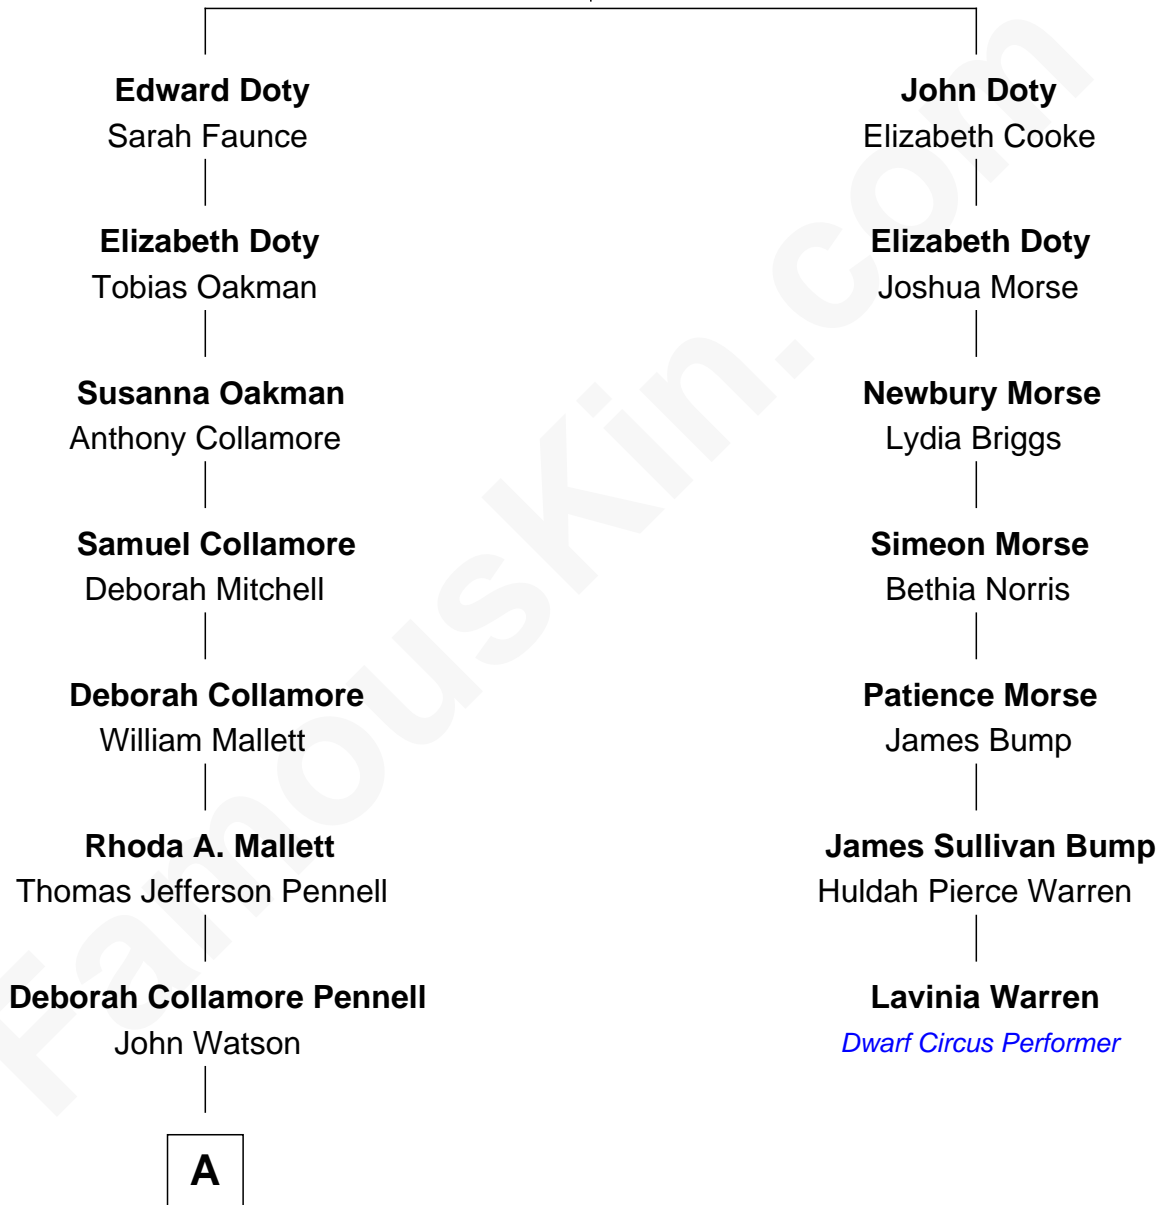 Edward Doty
Sarah Faunce
John Doty
Elizabeth Cooke
Elizabeth Doty
Tobias Oakman
Elizabeth Doty
Joshua Morse
Susanna Oakman
Anthony Collamore
Newbury Morse
Lydia Briggs
Samuel Collamore
Deborah Mitchell
Simeon Morse
Bethia Norris
Deborah Collamore
William Mallett
Patience Morse
James Bump
Rhoda A. Mallett
Thomas Jefferson Pennell
James Sullivan Bump
Huldah Pierce Warren
Deborah Collamore Pennell
John Watson
Lavinia Warren
Dwarf Circus Performer
A
FamousKin.com